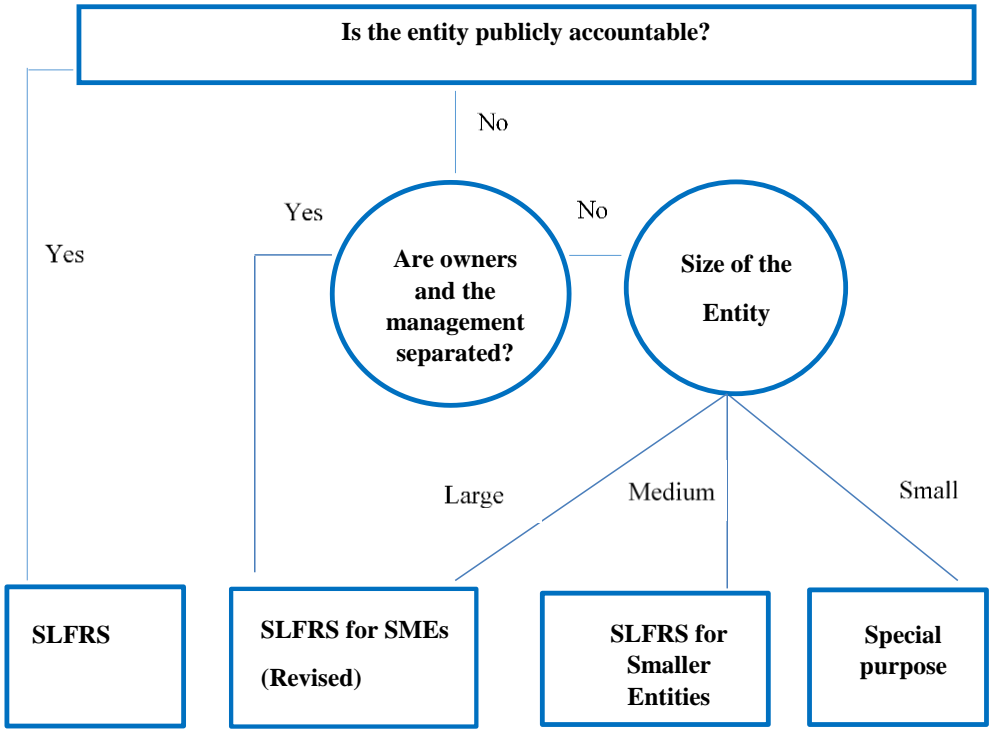 Is the entity publicly accountable?
No
Yes
No
Yes
Are owners
and the
management
separated?
Size of the
Entity
Large
Medium
Small
SLFRS
SLFRS for SMEs
(Revised)
SLFRS for
Smaller
Entities
Special
purpose